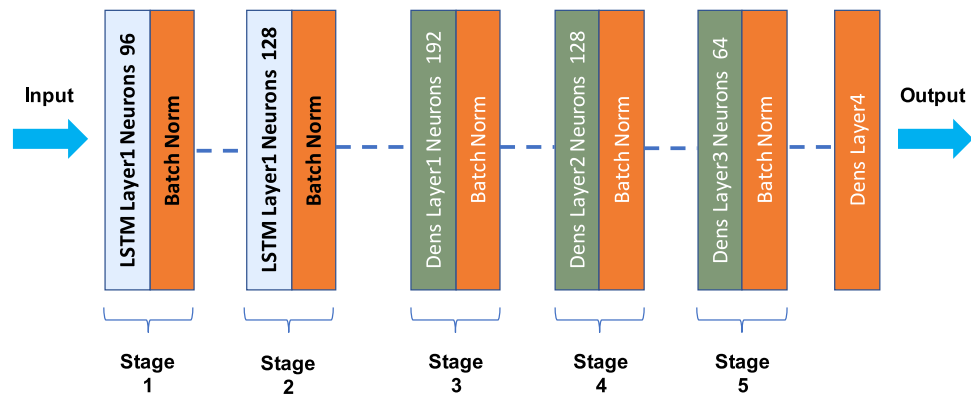 Input
LSTM Layer1 Neurons 96
Batch Norm
LSTM Layer1 Neurons 128
Batch Norm
Dens Layer1 Neurons 192
Batch Norm
Dens Layer2 Neurons 128
Batch Norm
Dens Layer3 Neurons 64
Batch Norm
Dens Layer4
Output
Stage
1
Stage
2
Stage
3
Stage
4
Stage
5